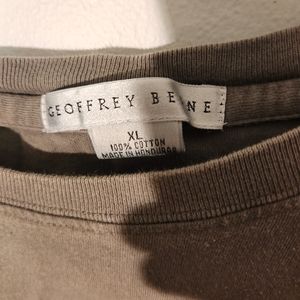 GEOFFREY BEENE
XL
100% COTTON
MADE IN HONDURAS